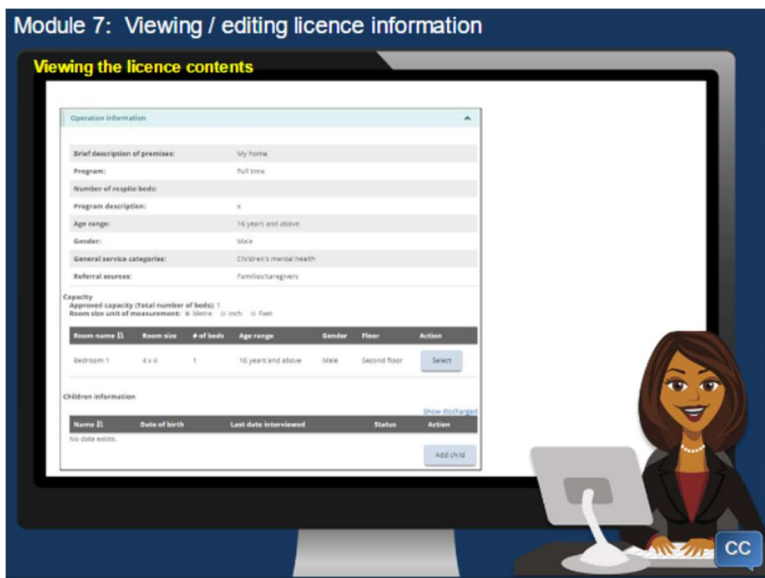 Module 7: Viewing / editing licence information
Viewing the licence contents
Operation information
Brief description of premises: My home
Program: Full time
Number of respite beds:
Program description: x
Age range: 16 years and above
Gender: Male
General service categories: Children's mental health
Referral sources: Families/caregivers
Capacity
Approved capacity (Total number of beds) 1
Room size unit of measurement: Metre Inch Feet
Room name Room size # of beds Age range Gender Floor Action
Bedroom 1 4 x 4 1 16 years and above Male Second floor Select
Children information
Show discharged
Name Date of birth Last date interviewed Status Action
No data exists.
Add child
CC